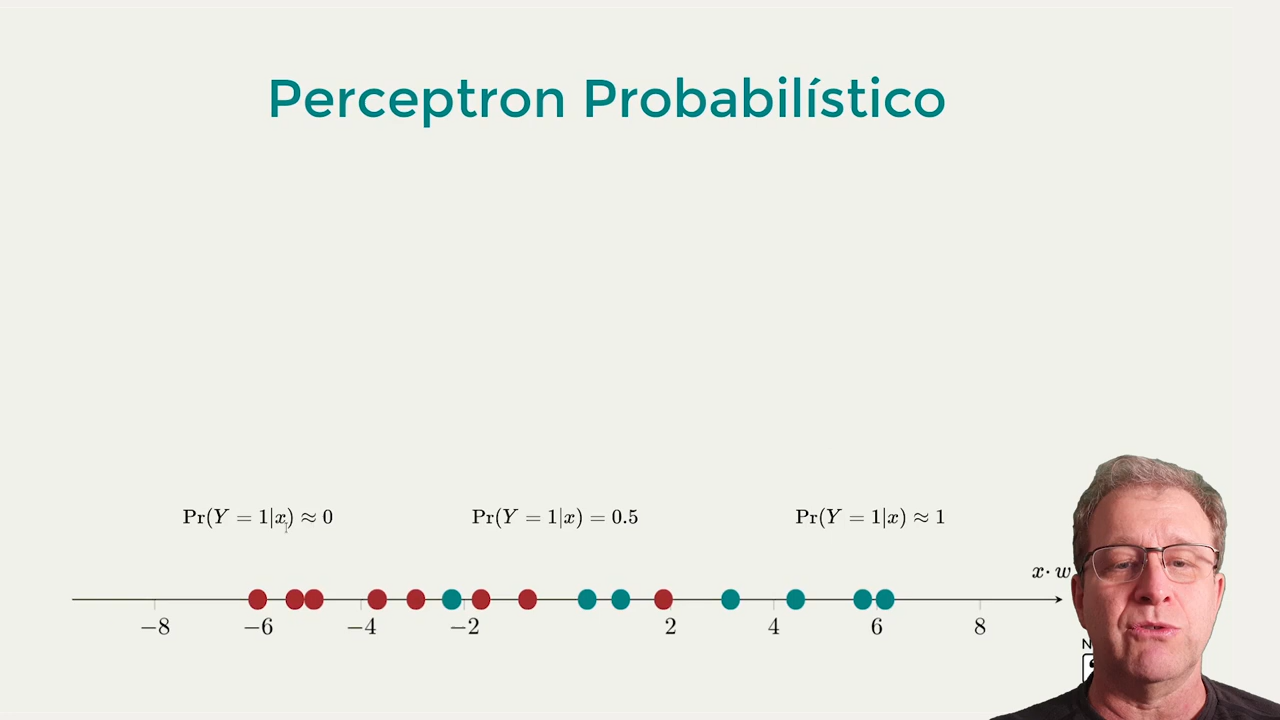 Perceptron Probabilístico
Pr(Y = 1|x) ≈ 0 Pr(Y = 1|x) = 0.5 Pr(Y = 1|x) ≈ 1
x · w
−8 −6 −4 −2 2 4 6 8
N